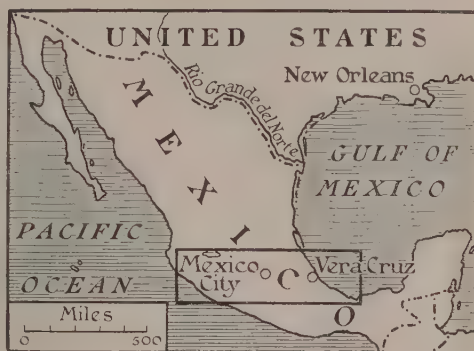 UNITED STATES
New Orleans
Rio Grande del Norte
MEXICO
GULF OF
MEXICO
PACIFIC
OCEAN
Mexico
City
Vera Cruz
Miles
0 500